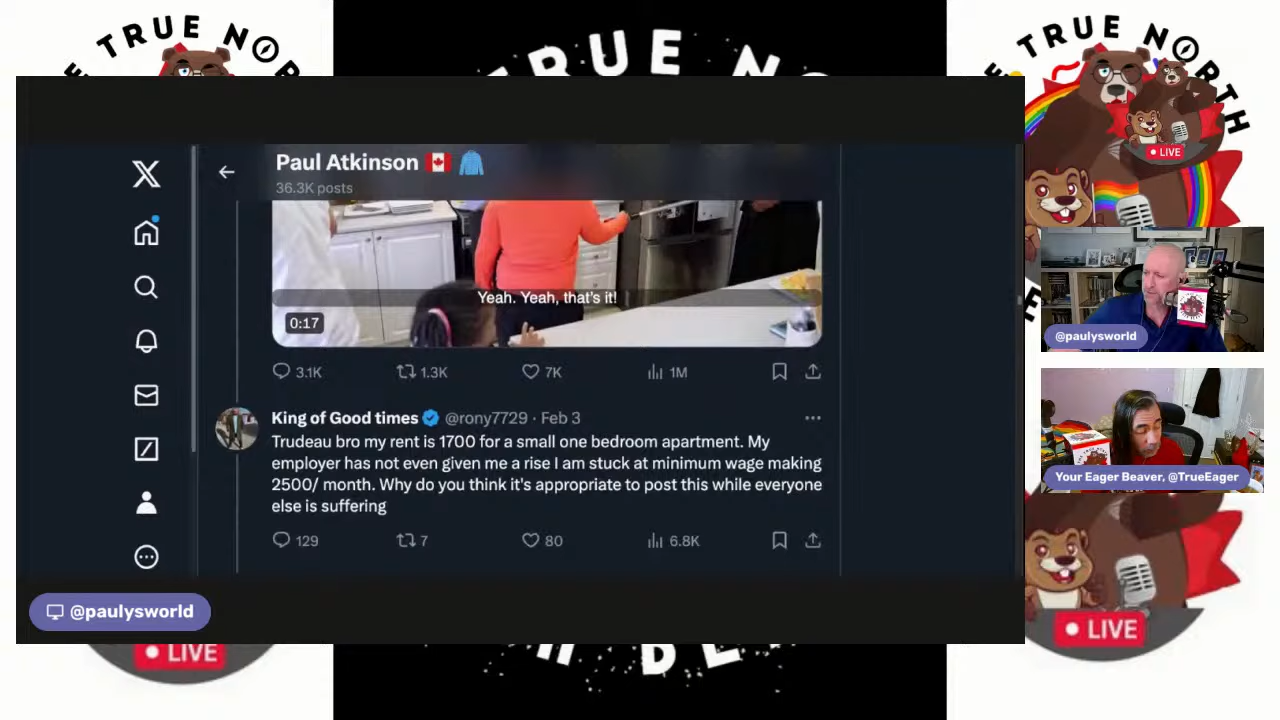 TRUE NOR
TRUE NO
E TRUE NORTH
LIVE
Paul Atkinson
36.3K posts
Yeah. Yeah, that's it!
0:17
3.1K 1.3K 7K 1M
King of Good times @rony7729 · Feb 3
Trudeau bro my rent is 1700 for a small one bedroom apartment. My
employer has not even given me a rise I am stuck at minimum wage making
2500/ month. Why do you think it's appropriate to post this while everyone
else is suffering
129 7 80 6.8K
@paulysworld
@paulysworld
Your Eager Beaver, @TrueEager
LIVE
LIVE